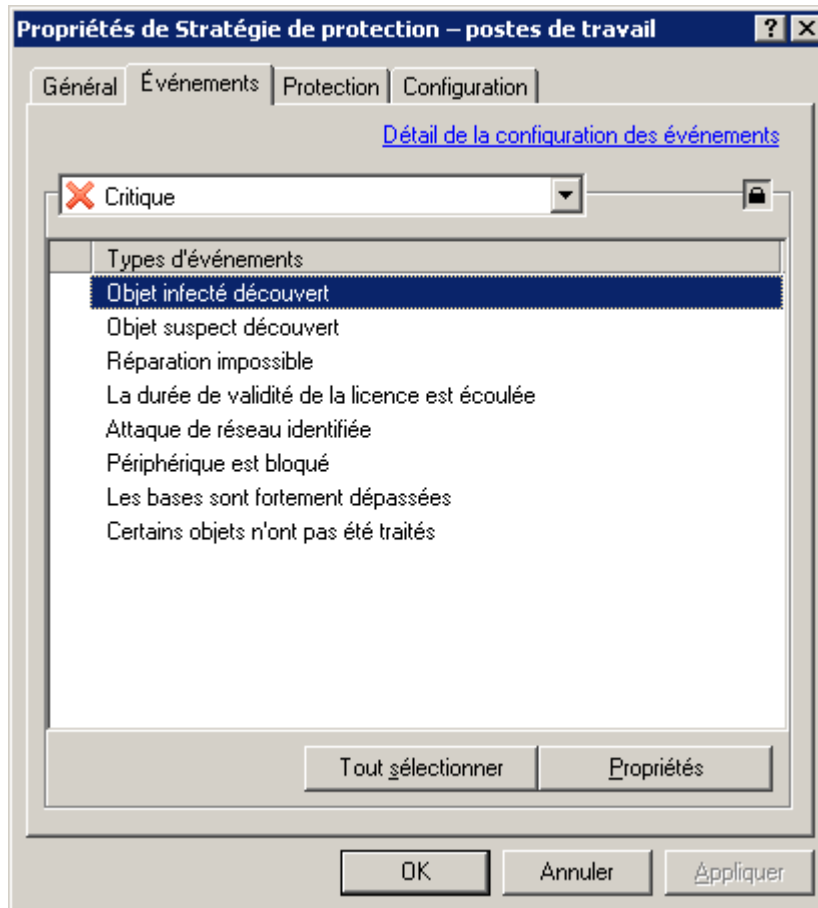 Propriétés de Stratégie de protection – postes de travail
Général Événements Protection Configuration
Détail de la configuration des événements
Critique
Types d'événements
Objet infecté découvert
Objet suspect découvert
Réparation impossible
La durée de validité de la licence est écoulée
Attaque de réseau identifiée
Périphérique est bloqué
Les bases sont fortement dépassées
Certains objets n'ont pas été traités
Tout sélectionner Propriétés
OK Annuler Appliquer